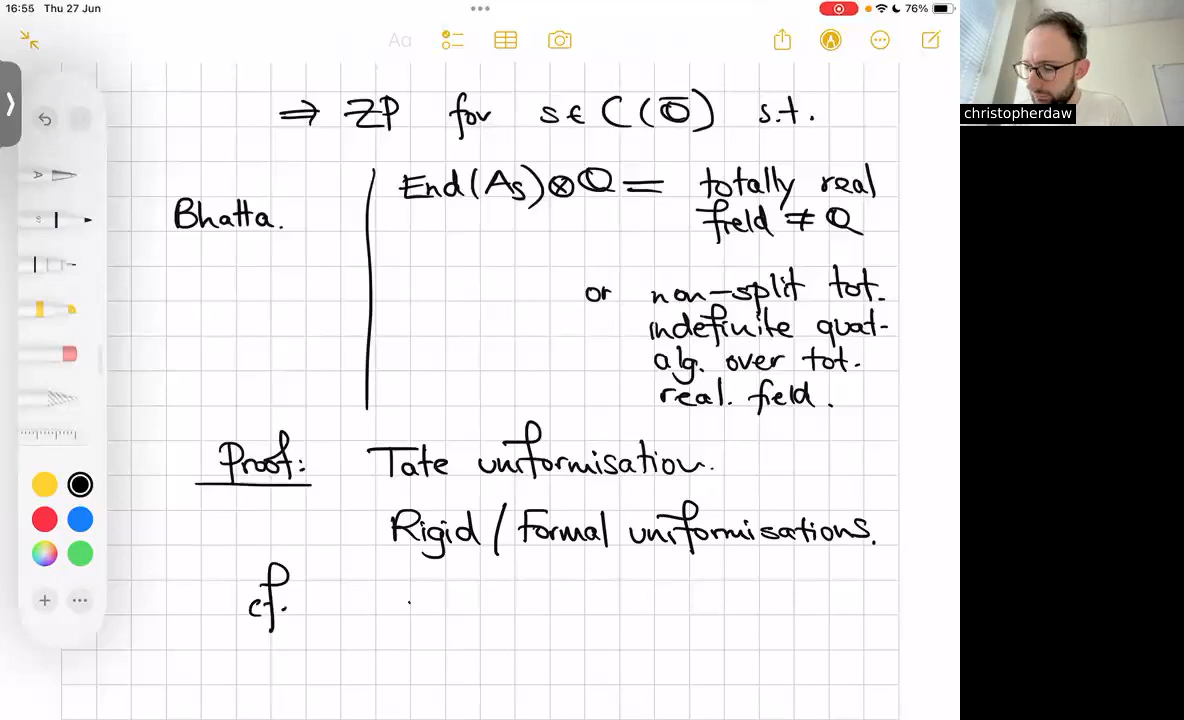 16:55 Thu 27 Jun
76%
Aa
⇒ ZP for s ∈ C(Q̅) s.t.
End(As)⊗Q = totally real
field ≠ Q
Bhatta.
or non-split tot.
indefinite quat-
alg. over tot.
real. field.
Proof: Tate uniformisation.
Rigid / Formal uniformisations.
cf.
christopherdaw